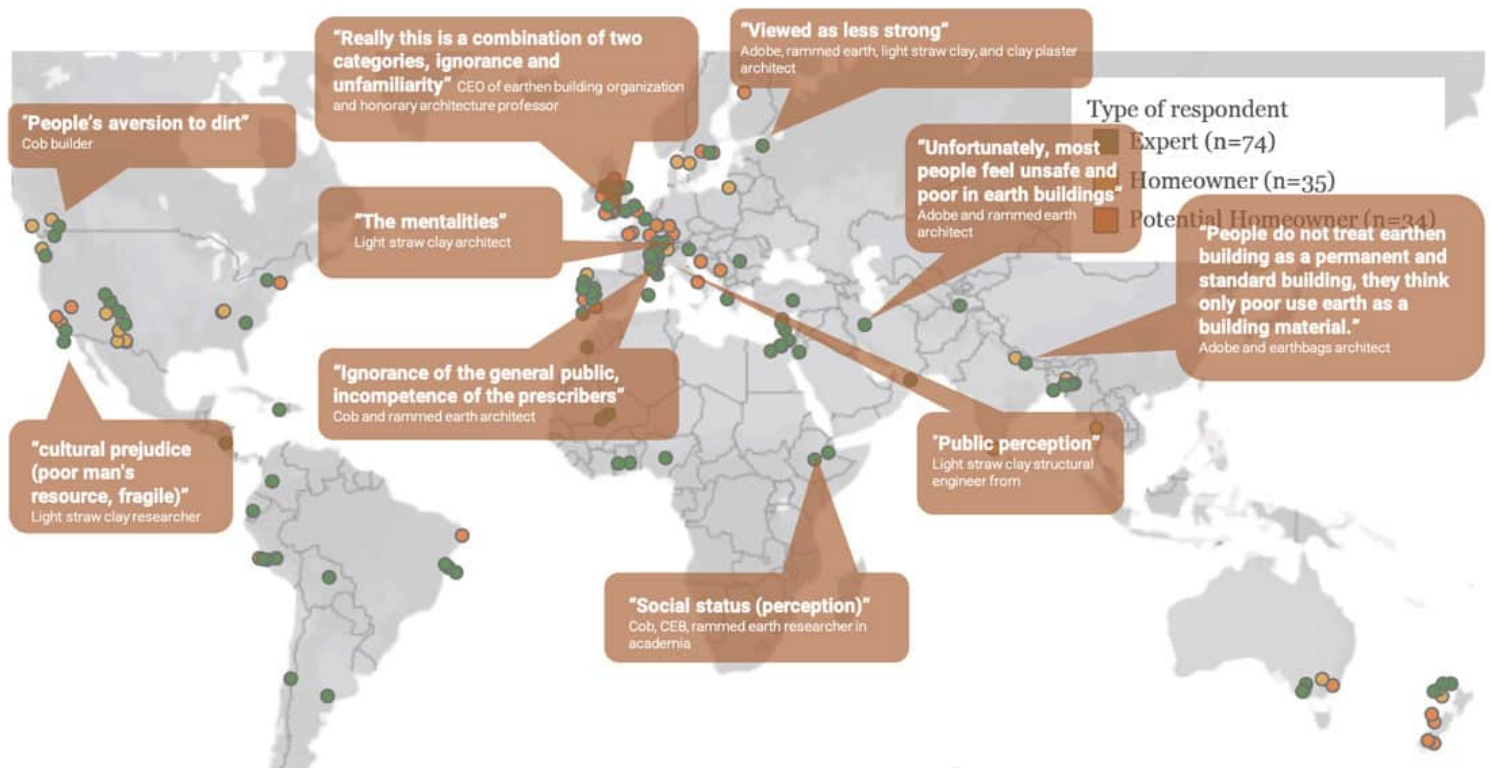 "People's aversion to dirt"
Cob builder
"Really this is a combination of two
categories, ignorance and
unfamiliarity" CEO of earthen building organization
and honorary architecture professor
"Viewed as less strong"
Adobe, rammed earth, light straw clay, and clay plaster
architect
Type of respondent
Expert (n=74)
Homeowner (n=35)
Potential Homeowner (n=34)
"Unfortunately, most
people feel unsafe and
poor in earth buildings"
Adobe and rammed earth
architect
"The mentalities"
Light straw clay architect
"People do not treat earthen
building as a permanent and
standard building, they think
only poor use earth as a
building material."
Adobe and earthbags architect
"Ignorance of the general public,
incompetence of the prescribers"
Cob and rammed earth architect
"cultural prejudice
(poor man's
resource, fragile)"
Light straw clay researcher
"Public perception"
Light straw clay structural
engineer from
"Social status (perception)"
Cob, CEB, rammed earth researcher in
academia